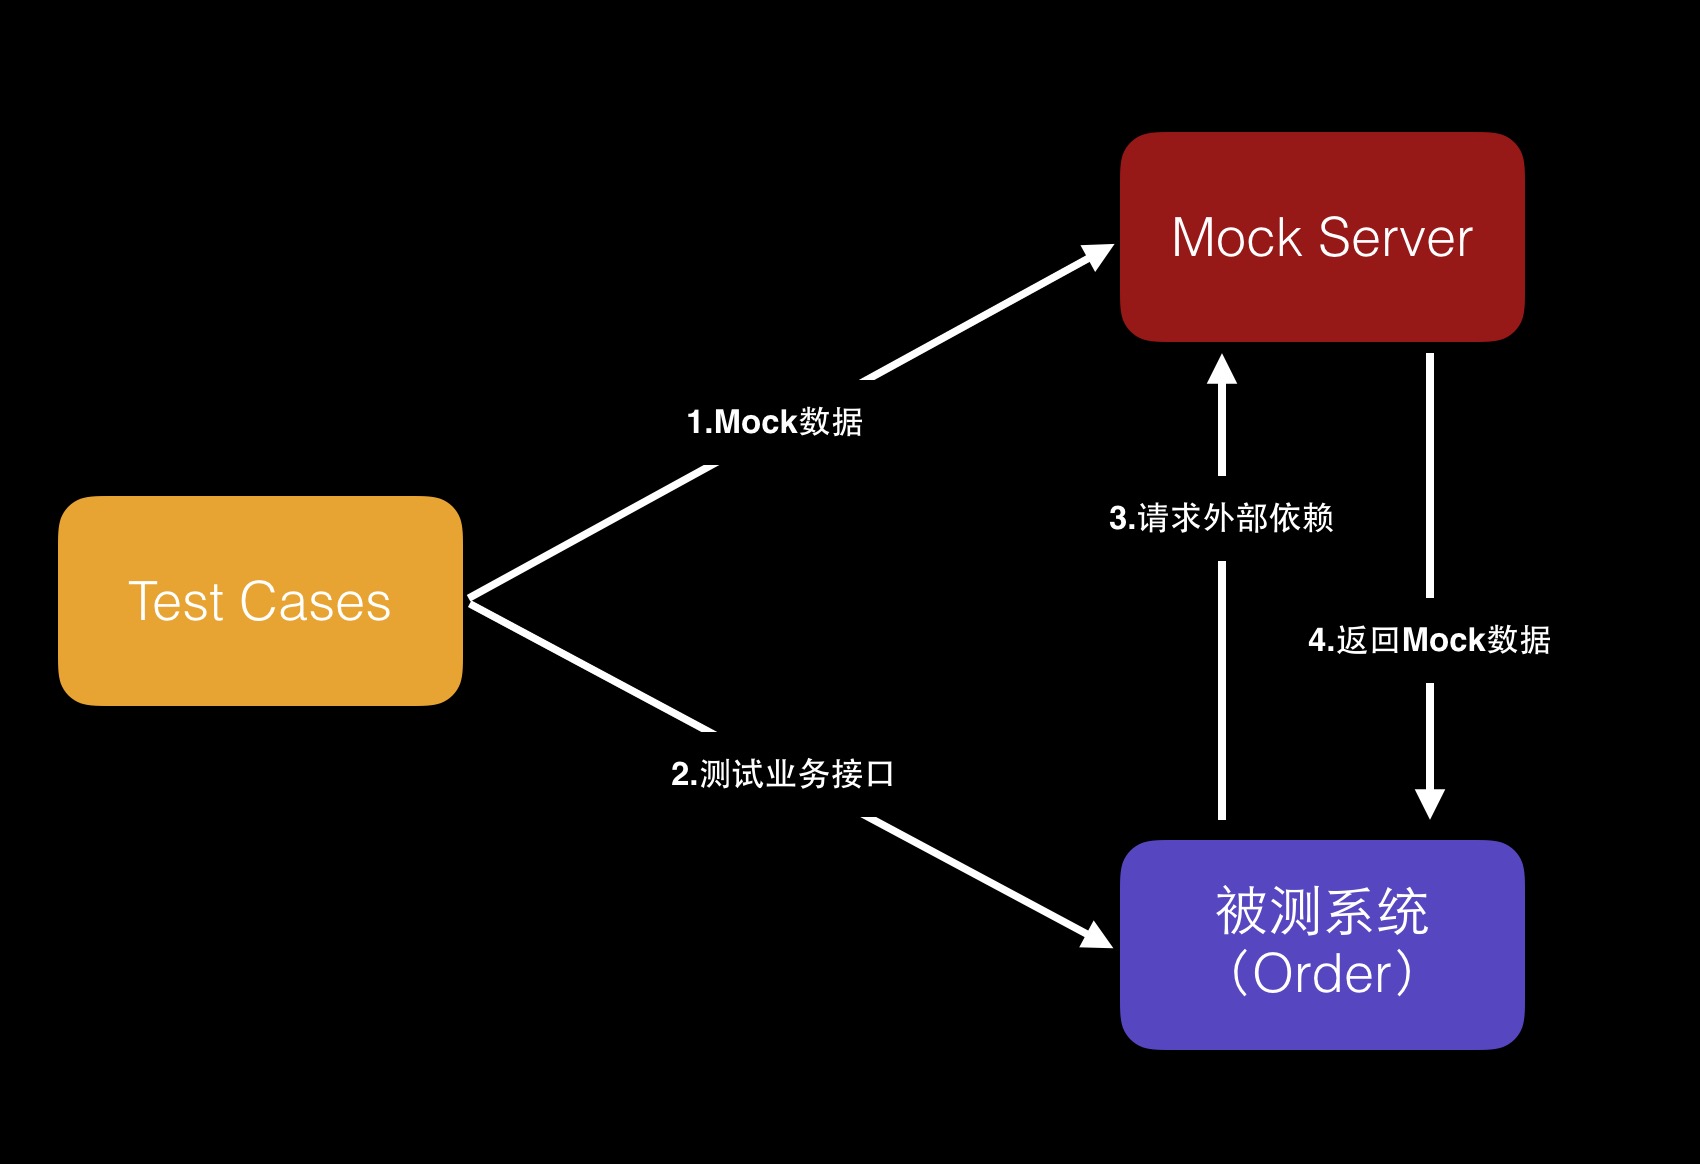 Mock Server
1.Mock数据
3.请求外部依赖
Test Cases
4.返回Mock数据
2.测试业务接口
被测系统
（Order）